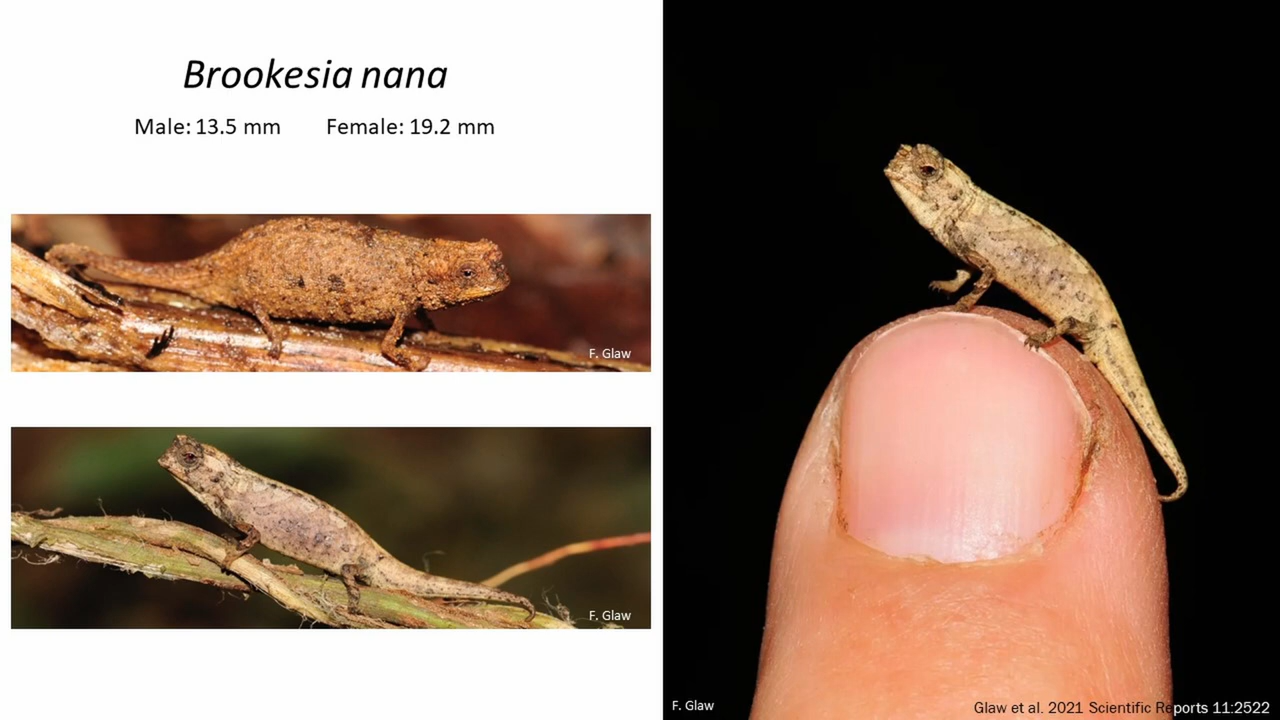 Brookesia nana
Male: 13.5 mm Female: 19.2 mm
F. Glaw
F. Glaw
F. Glaw
Glaw et al. 2021 Scientific Reports 11:2522